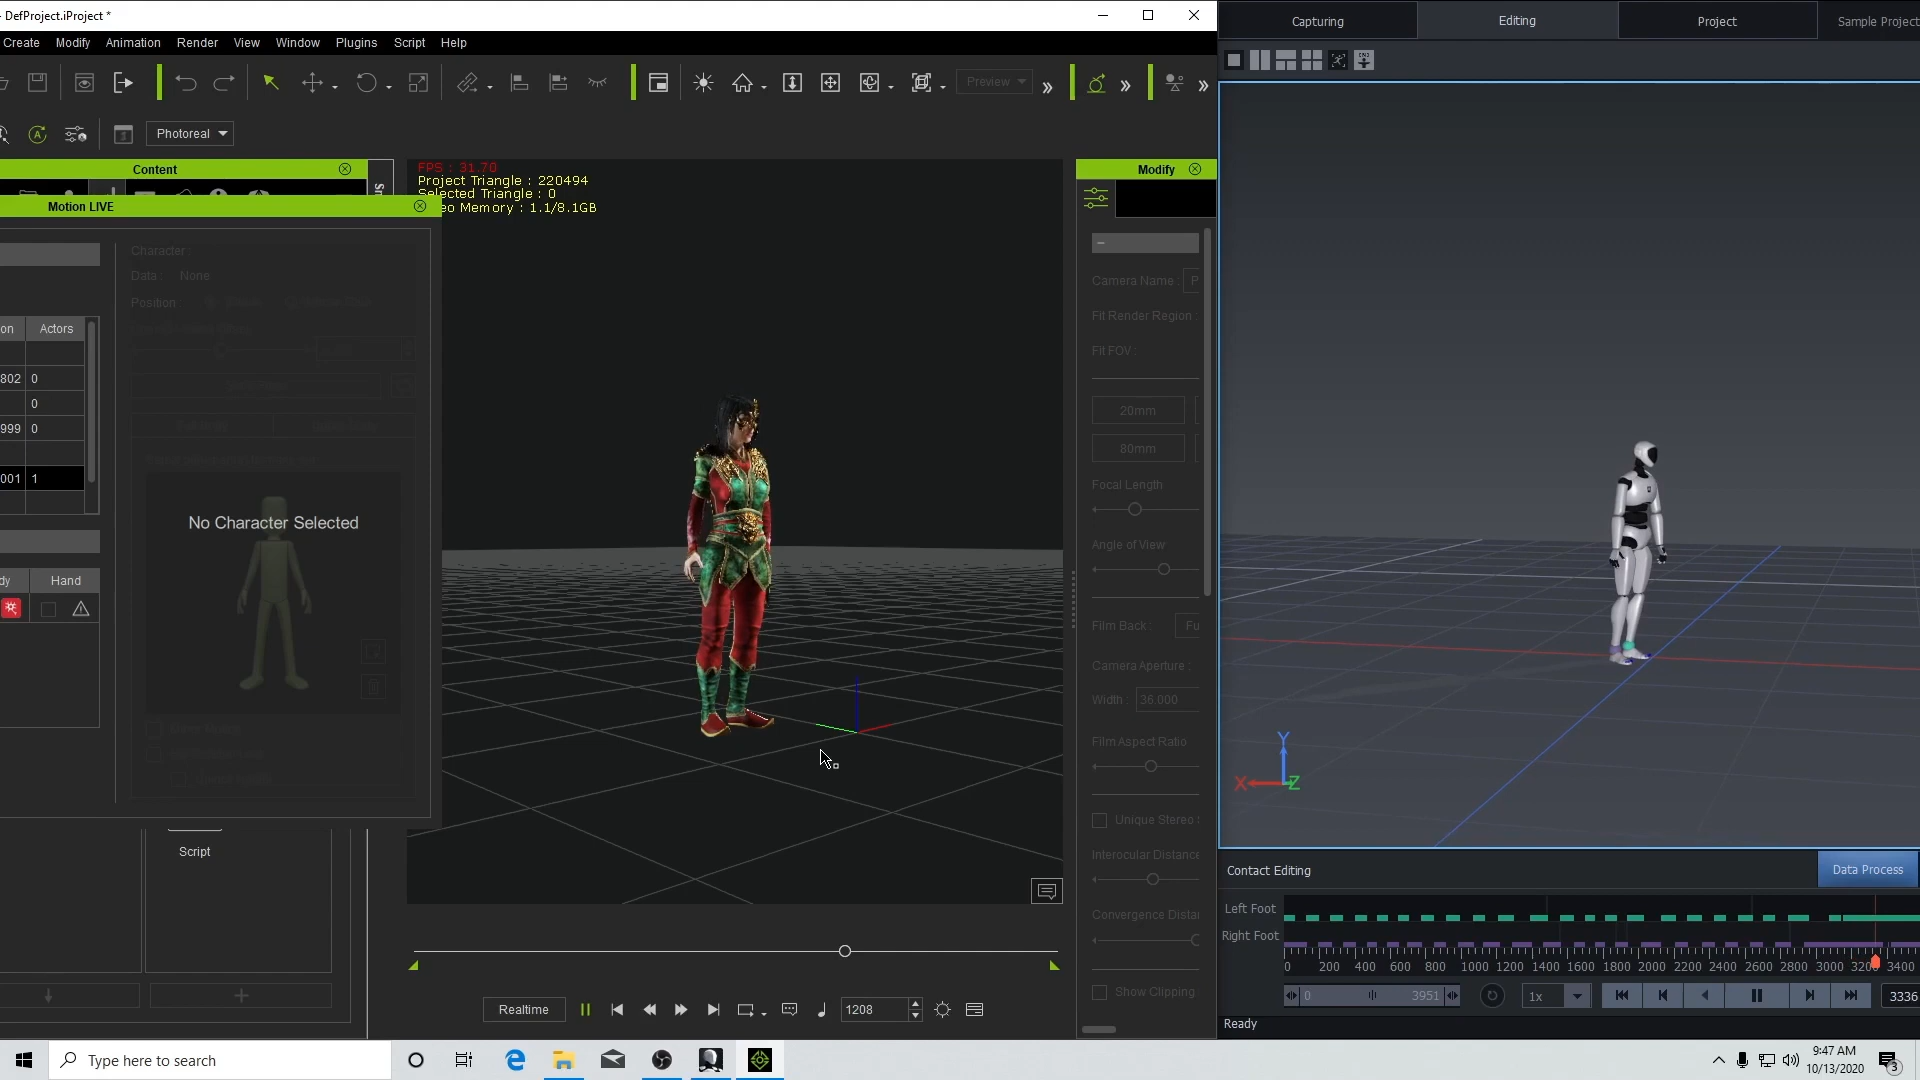 - DefProject.iProject *
Create Modify Animation Render View Window Plugins Script Help
Preview
Photoreal
Content
Motion LIVE
Character :
Data : None
Position
on Actors
802 0
0
999 0
001 1
No Character Selected
dy Hand
Script
FPS : 31.70
Project Triangle : 220494
Selected Triangle : 0
eo Memory : 1.1/8.1GB
Realtime
1208
Modify
Camera Name : P
Fit Render Region :
Fit FOV :
20mm
80mm
Focal Length
Angle of View
Film Back : Fu
Camera Aperture :
Width : 36.000
Film Aspect Ratio
Unique Stereo
Interocular Distance
Convergence Dista
Show Clipping
Capturing Editing Project Sample Project
Y
X Z
Contact Editing Data Process
Left Foot
Right Foot
0 200 400 600 800 1000 1200 1400 1600 1800 2000 2200 2400 2600 2800 3000 3200 3400
0 3951 1x 3336
Ready
Type here to search
9:47 AM
10/13/2020
3